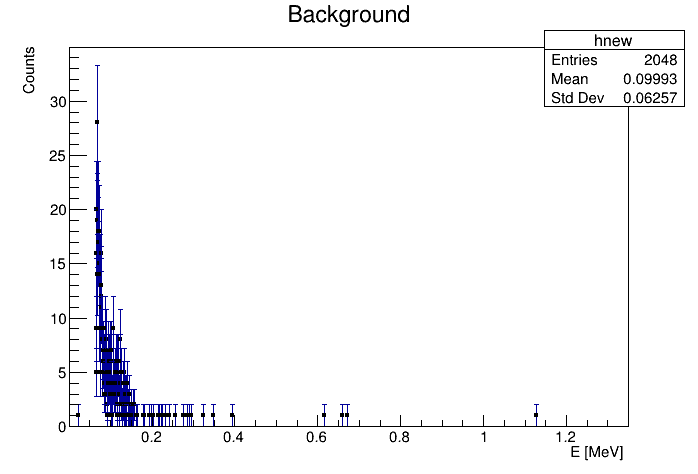 Background
hnew
Entries 2048
Mean 0.09993
Std Dev 0.06257
Counts
30
25
20
15
10
5
0
0.2 0.4 0.6 0.8 1 1.2
E [MeV]